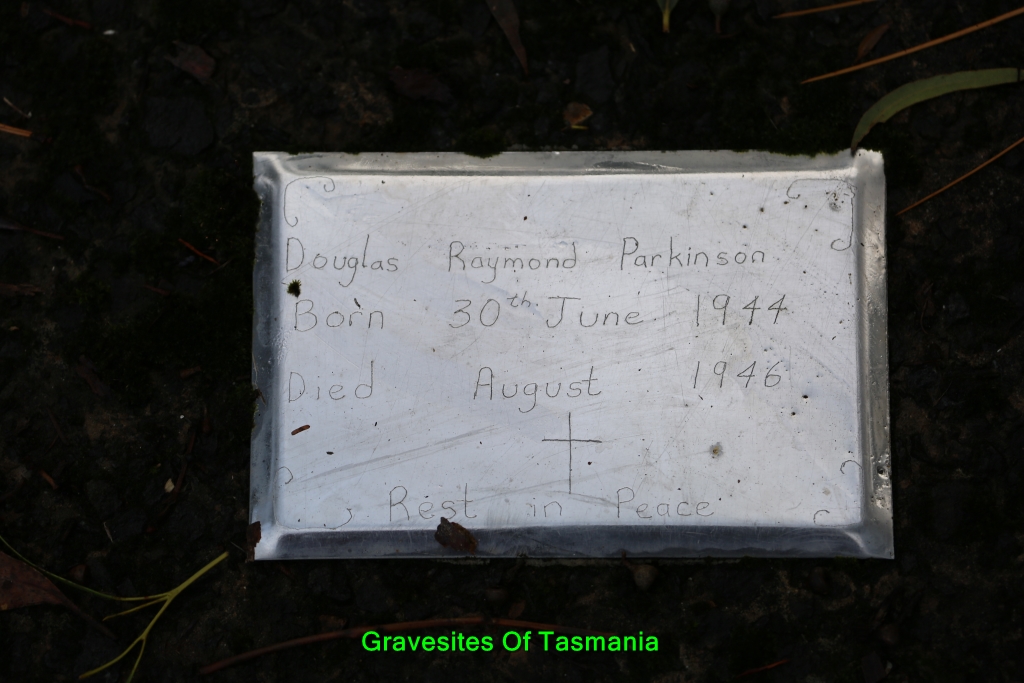 Douglas Raymond Parkinson
Born 30th June 1944
Died August 1946
Rest in Peace
Gravesites Of Tasmania